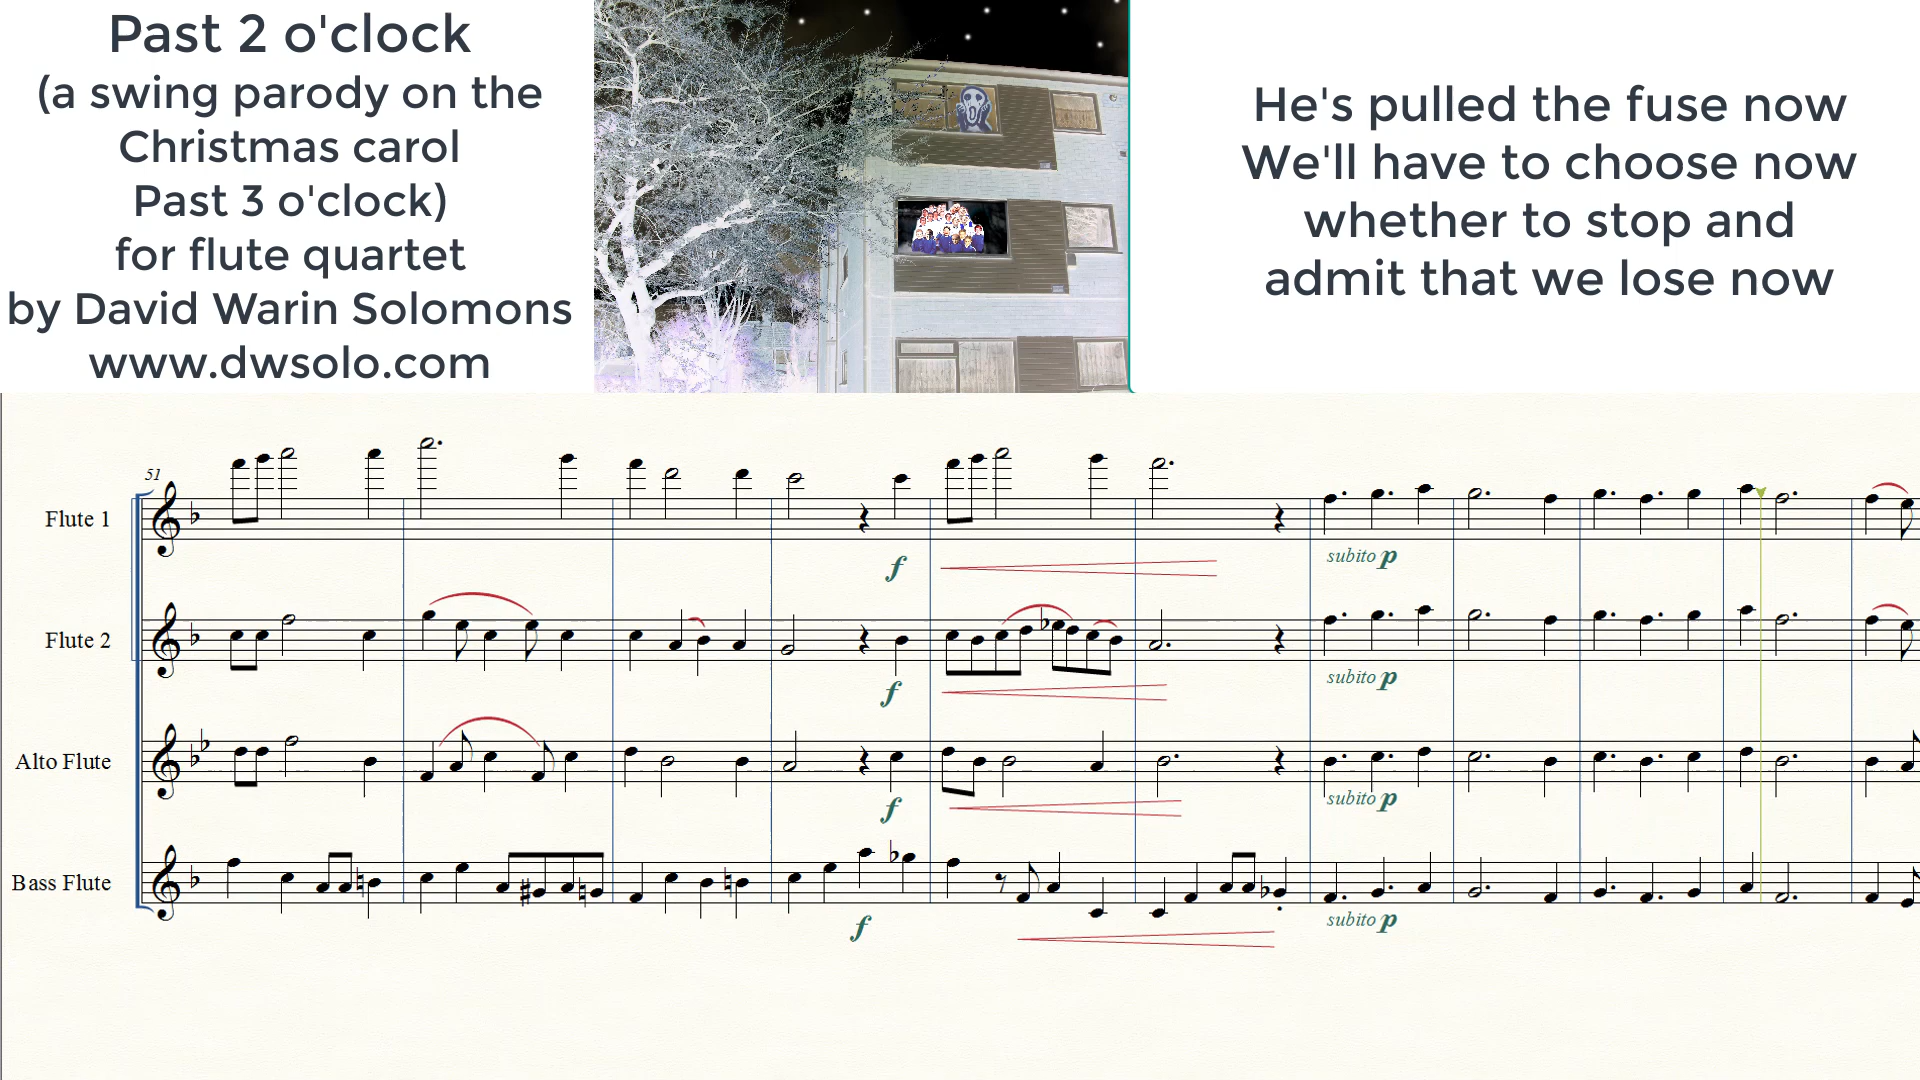 Past 2 o'clock
(a swing parody on the
Christmas carol
Past 3 o'clock)
for flute quartet
by David Warin Solomons
www.dwsolo.com
He's pulled the fuse now
We'll have to choose now
whether to stop and
admit that we lose now
51
Flute 1
f
subito p
Flute 2
f
subito p
Alto Flute
f
subito p
Bass Flute
f
subito p